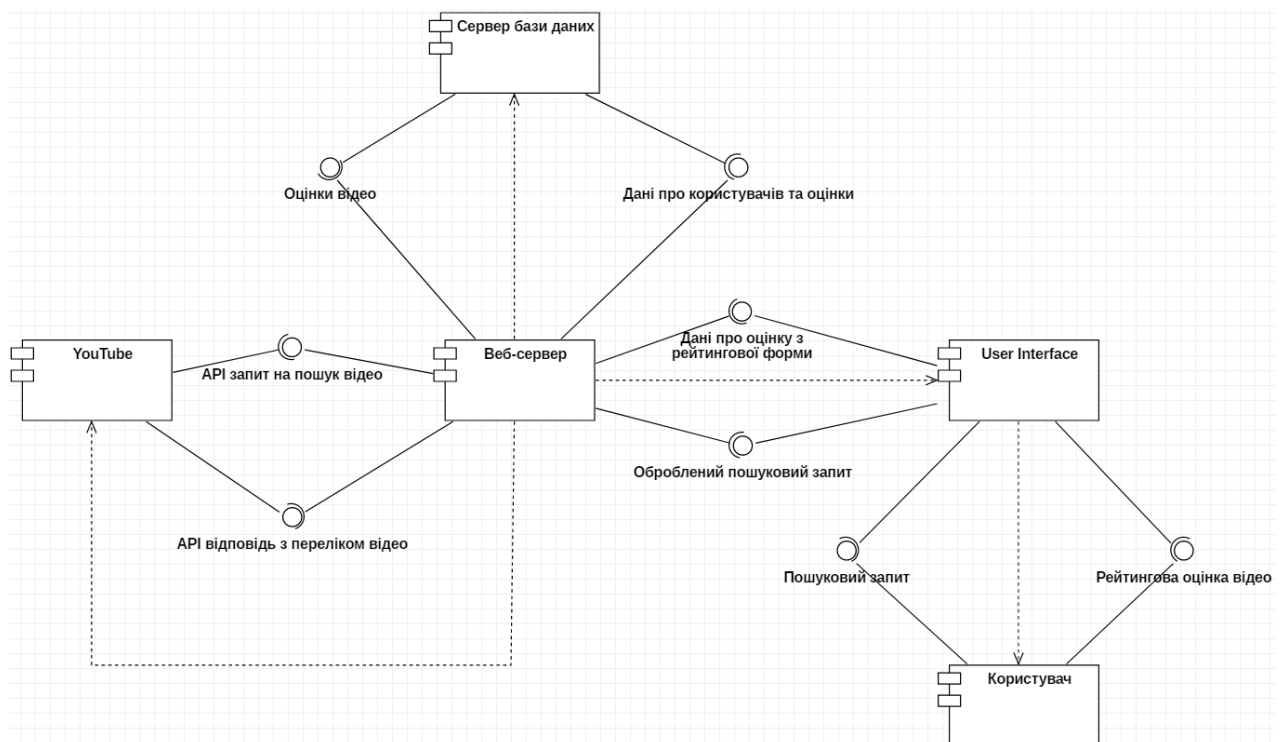 Сервер бази даних
Оцінки відео
Дані про користувачів та оцінки
Дані про оцінку з
рейтингової форми
YouTube
Веб-сервер
User Interface
API запит на пошук відео
Оброблений пошуковий запит
API відповідь з переліком відео
Пошуковий запит
Рейтингова оцінка відео
Користувач